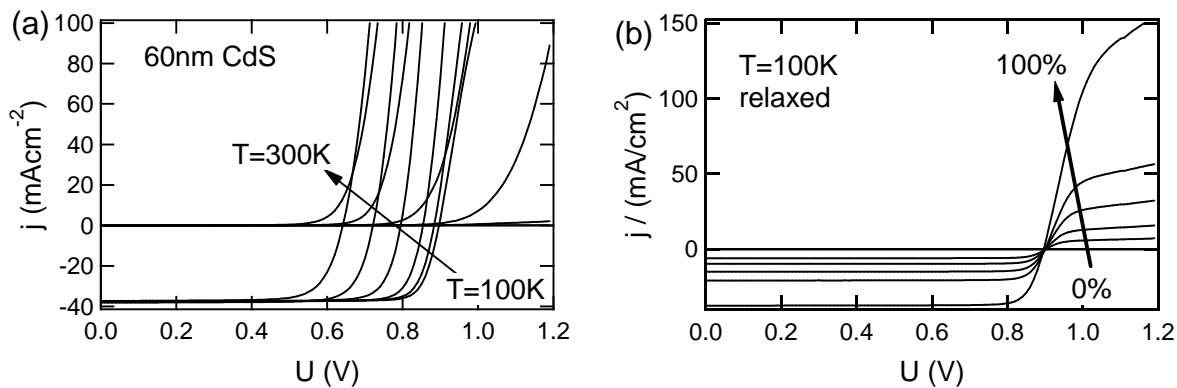 (a)
60nm CdS
T=300K
T=100K
j (mAcm⁻²)
100
80
60
40
20
0
-20
-40
0.0 0.2 0.4 0.6 0.8 1.0 1.2
U (V)
(b)
T=100K
relaxed
100%
0%
j / (mA/cm²)
150
100
50
0
0.0 0.2 0.4 0.6 0.8 1.0 1.2
U (V)